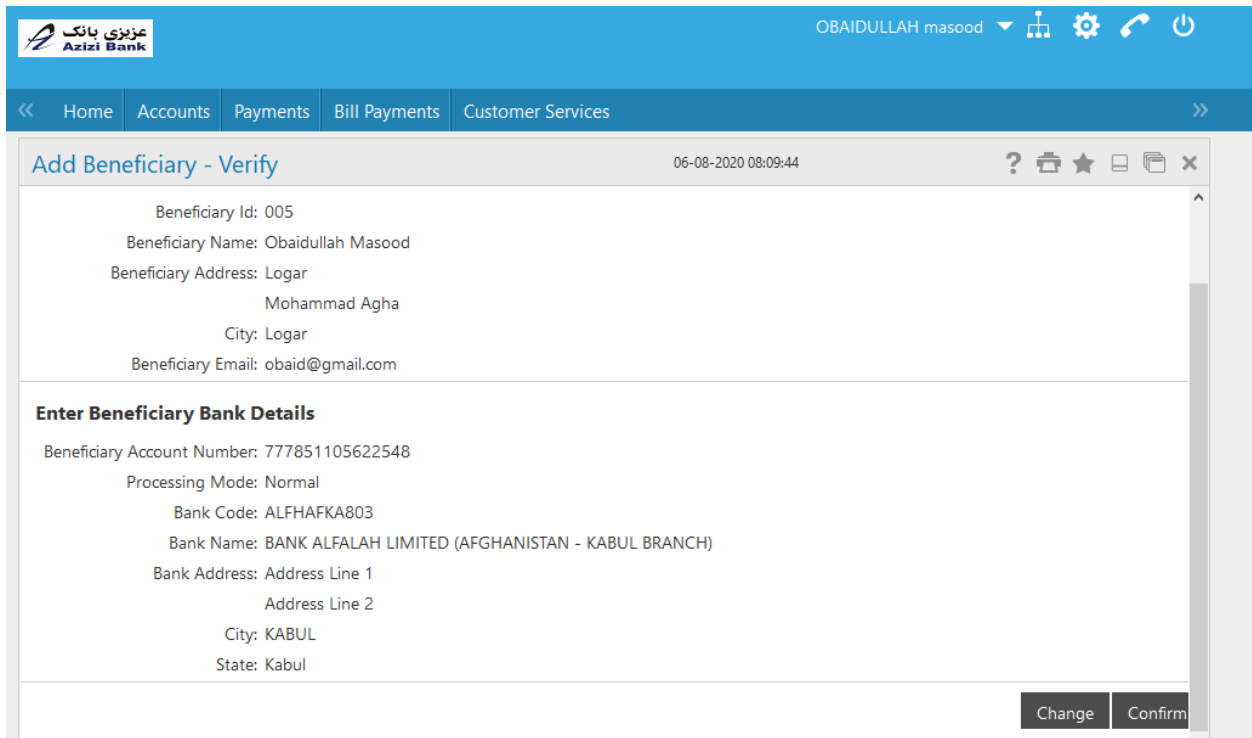 عزیزی بانک
Azizi Bank
OBAIDULLAH masood
Home Accounts Payments Bill Payments Customer Services
Add Beneficiary - Verify 06-08-2020 08:09:44
Beneficiary Id: 005
Beneficiary Name: Obaidullah Masood
Beneficiary Address: Logar
Mohammad Agha
City: Logar
Beneficiary Email: obaid@gmail.com
Enter Beneficiary Bank Details
Beneficiary Account Number: 777851105622548
Processing Mode: Normal
Bank Code: ALFHAFKA803
Bank Name: BANK ALFALAH LIMITED (AFGHANISTAN - KABUL BRANCH)
Bank Address: Address Line 1
Address Line 2
City: KABUL
State: Kabul
Change Confirm